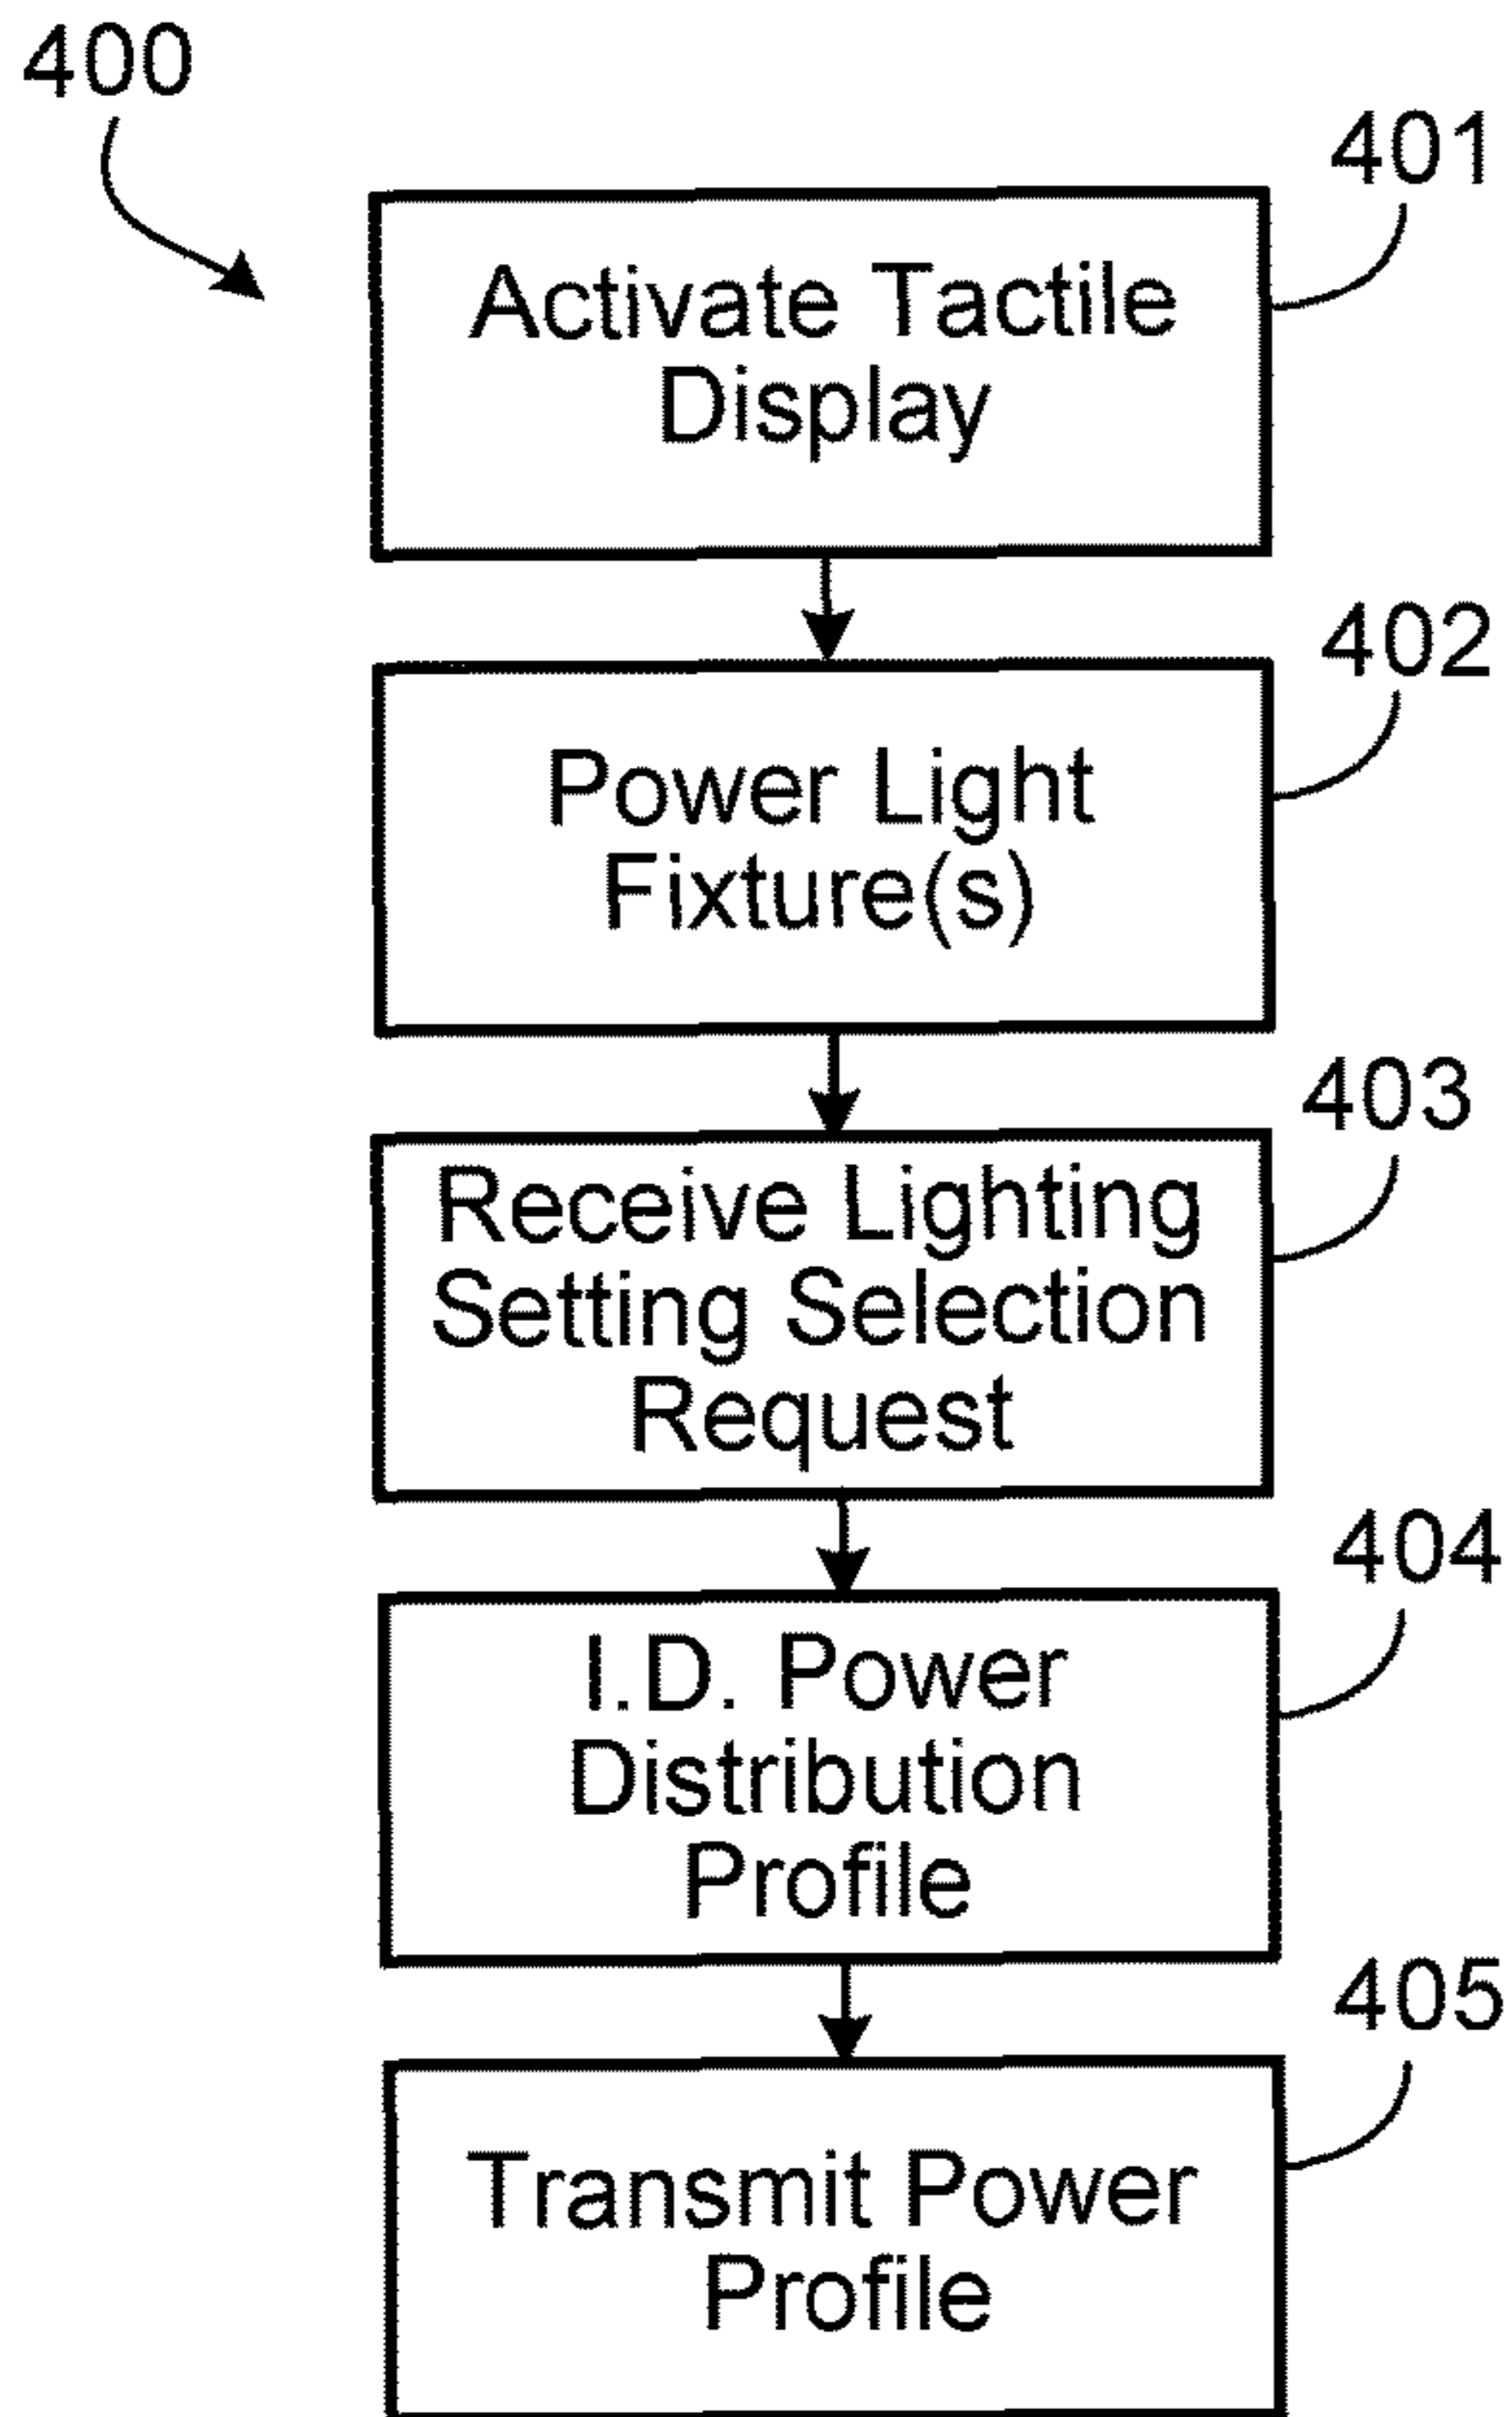 400
401
Activate Tactile
Display
402
Power Light
Fixture(s)
403
Receive Lighting
Setting Selection
Request
404
I.D. Power
Distribution
Profile
405
Transmit Power
Profile